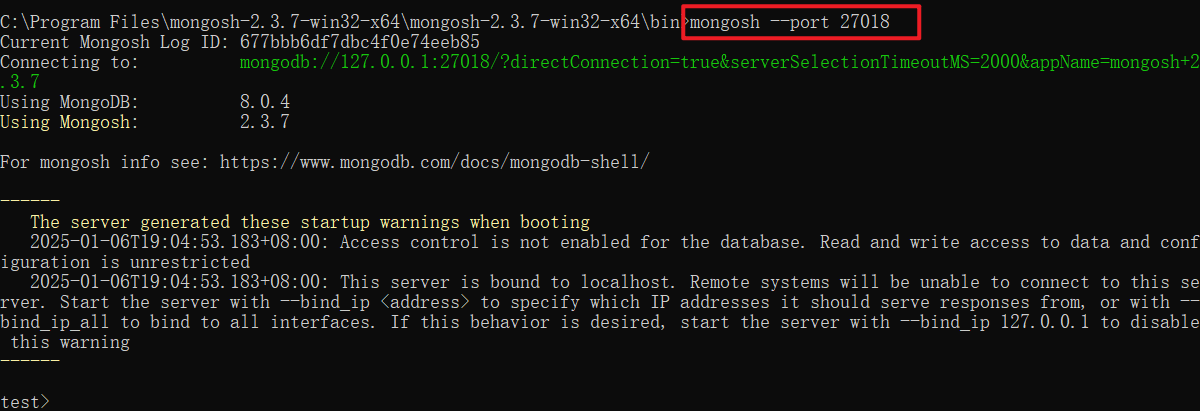 C:\Program Files\mongosh-2.3.7-win32-x64\mongosh-2.3.7-win32-x64\bin>mongosh --port 27018
Current Mongosh Log ID: 677bbb6df7dbc4f0e74eeb85
Connecting to:          mongodb://127.0.0.1:27018/?directConnection=true&serverSelectionTimeoutMS=2000&appName=mongosh+2
.3.7
Using MongoDB:          8.0.4
Using Mongosh:          2.3.7
For mongosh info see: https://www.mongodb.com/docs/mongodb-shell/
------
   The server generated these startup warnings when booting
   2025-01-06T19:04:53.183+08:00: Access control is not enabled for the database. Read and write access to data and conf
iguration is unrestricted
   2025-01-06T19:04:53.183+08:00: This server is bound to localhost. Remote systems will be unable to connect to this se
rver. Start the server with --bind_ip <address> to specify which IP addresses it should serve responses from, or with --
bind_ip_all to bind to all interfaces. If this behavior is desired, start the server with --bind_ip 127.0.0.1 to disable
 this warning
------
test>